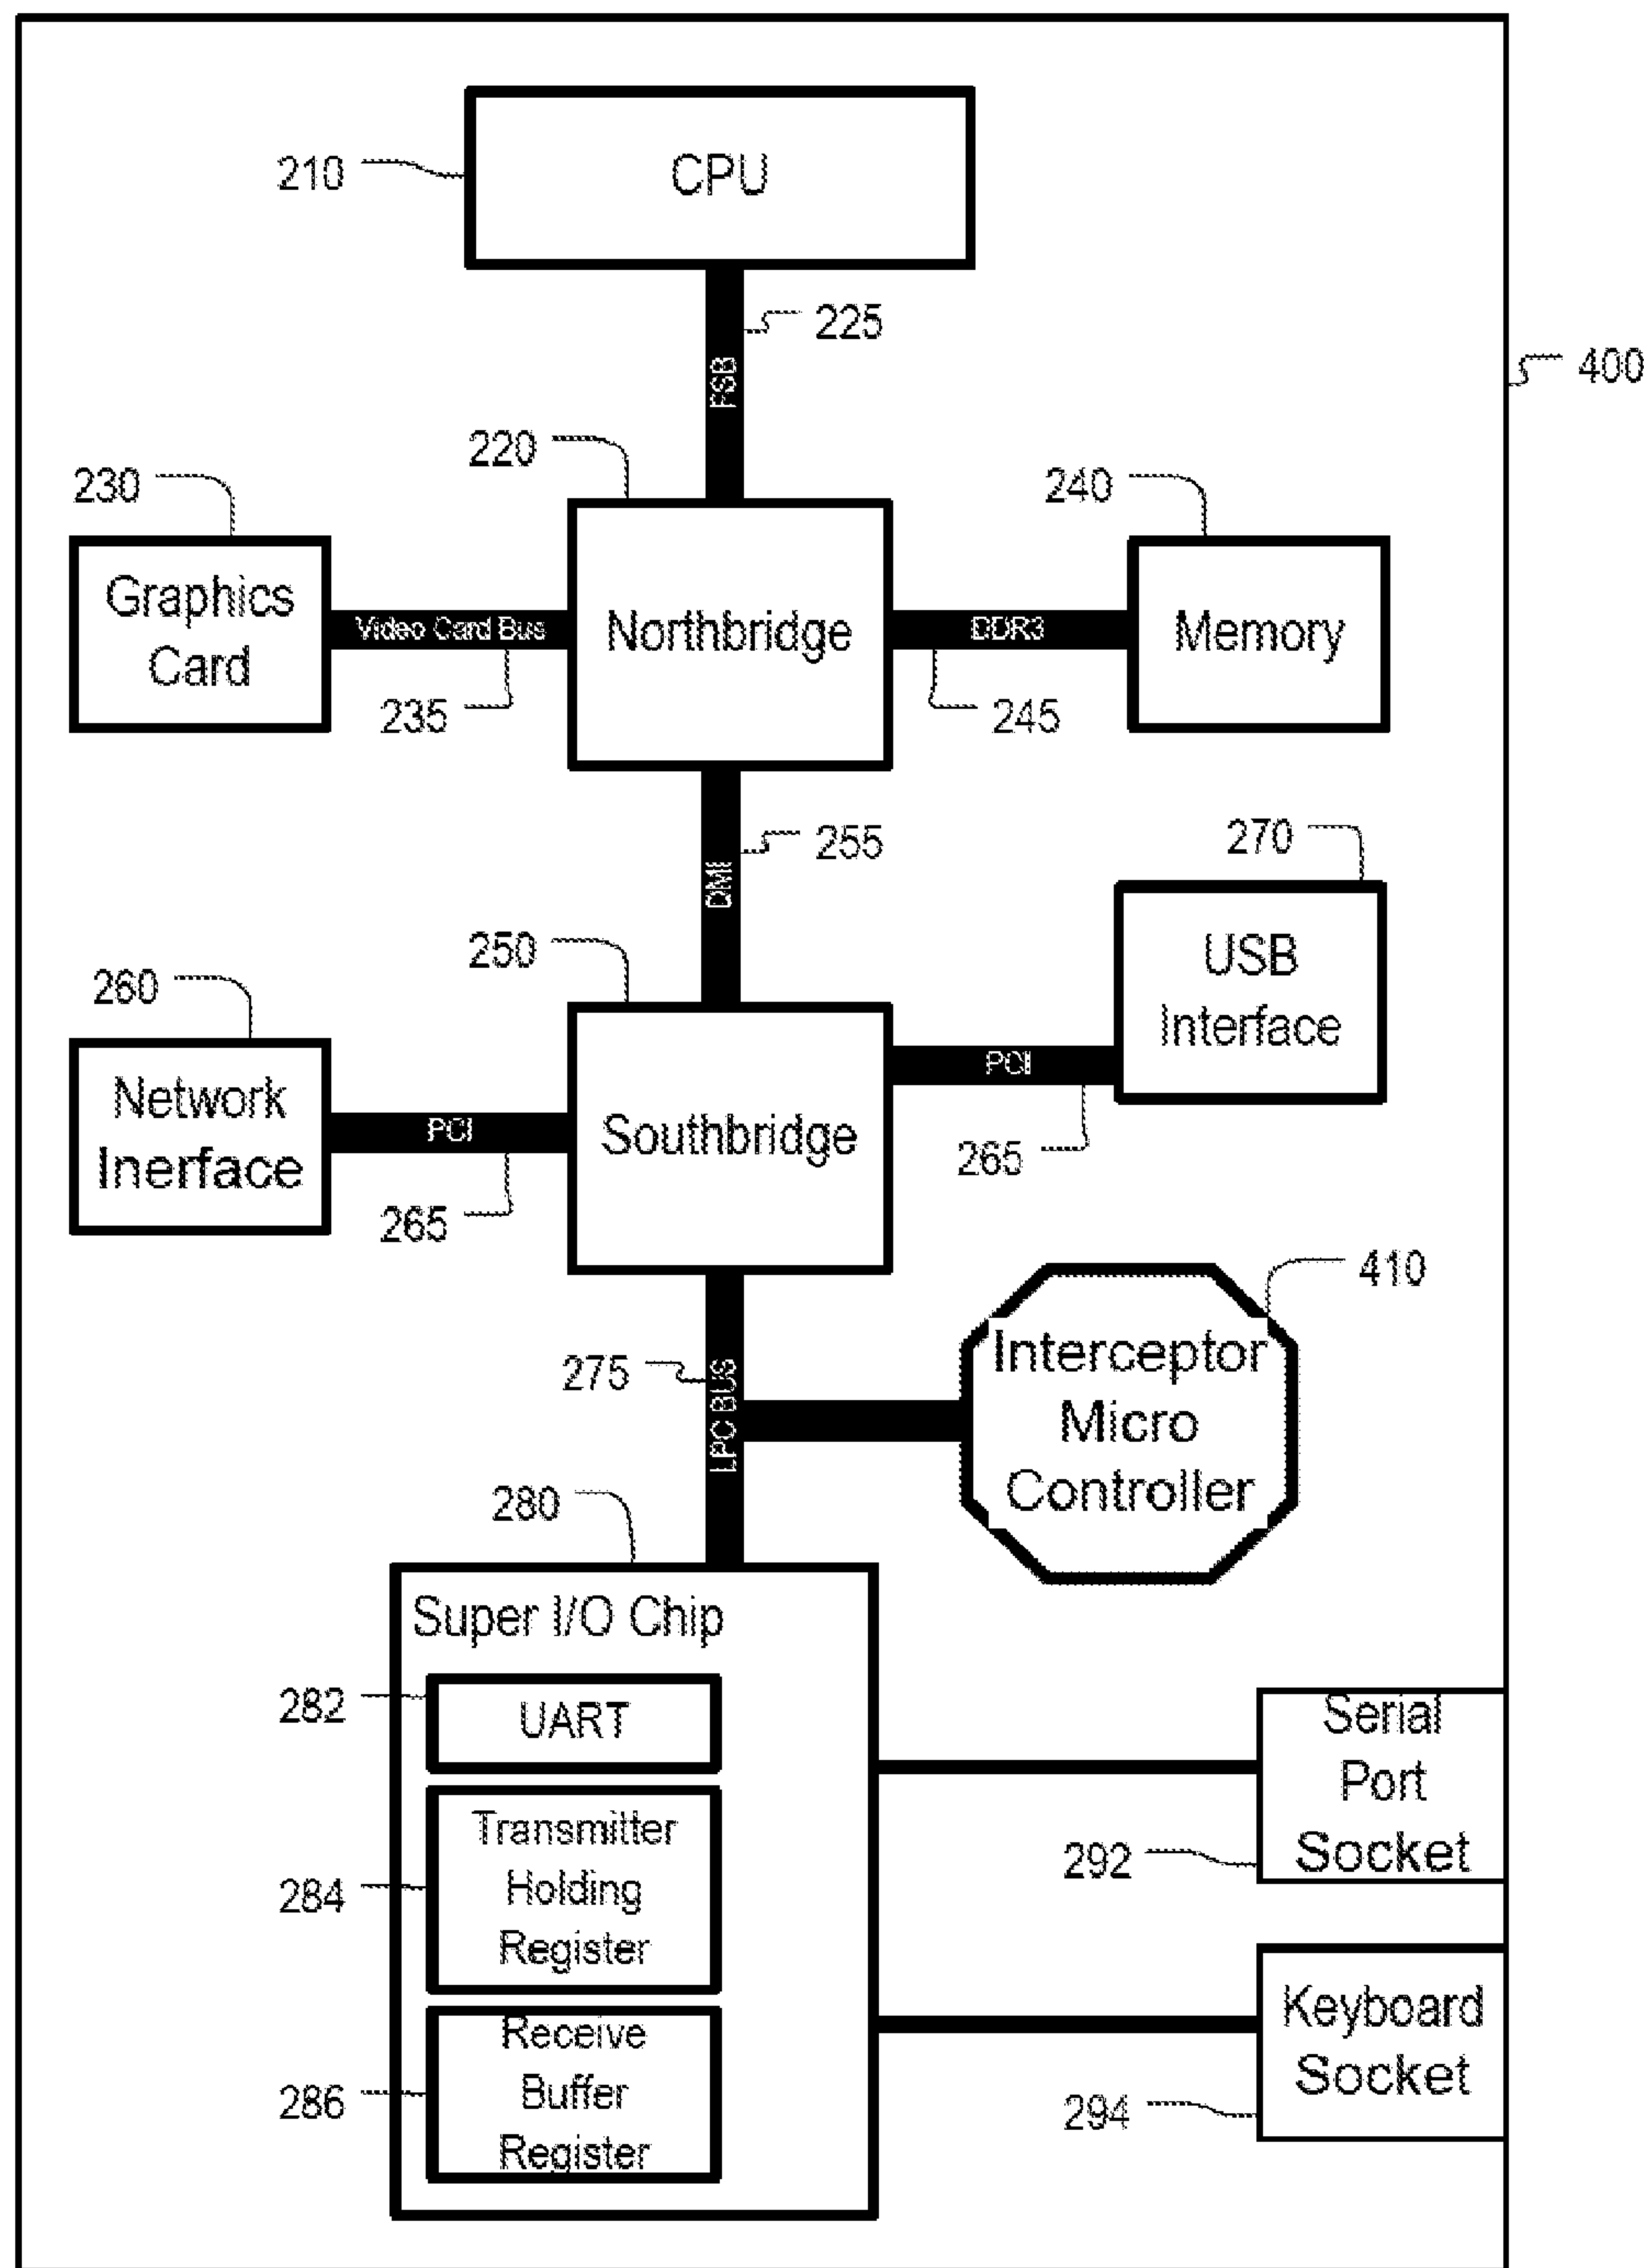 210
CPU
225
FSB
400
220
230
240
Graphics
Card
Video Card Bus
Northbridge
DDR3
Memory
235
245
255
DMI
270
250
260
USB
Interface
Network
Inerface
PCI
Southbridge
PCI
265
265
410
Interceptor
Micro
Controller
275
LPC BUS
280
Super I/O Chip
282
UART
284
Transmitter
Holding
Register
286
Receive
Buffer
Register
Serial
Port
Socket
292
Keyboard
Socket
294